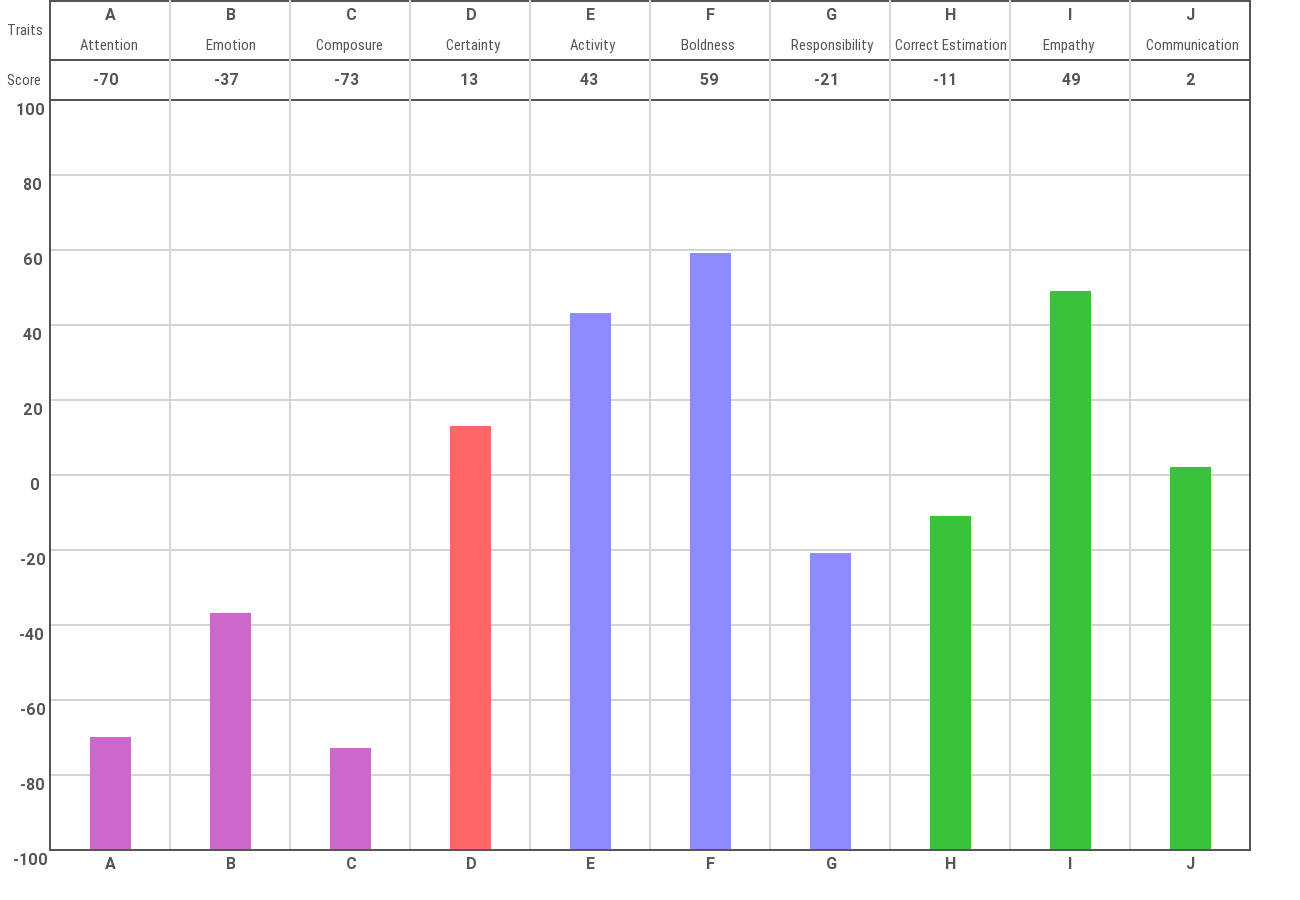 Traits A B C D E F G H I J
Attention Emotion Composure Certainty Activity Boldness Responsibility Correct Estimation Empathy Communication
Score -70 -37 -73 13 43 59 -21 -11 49 2
100
80
60
40
20
0
-20
-40
-60
-80
-100
A B C D E F G H I J